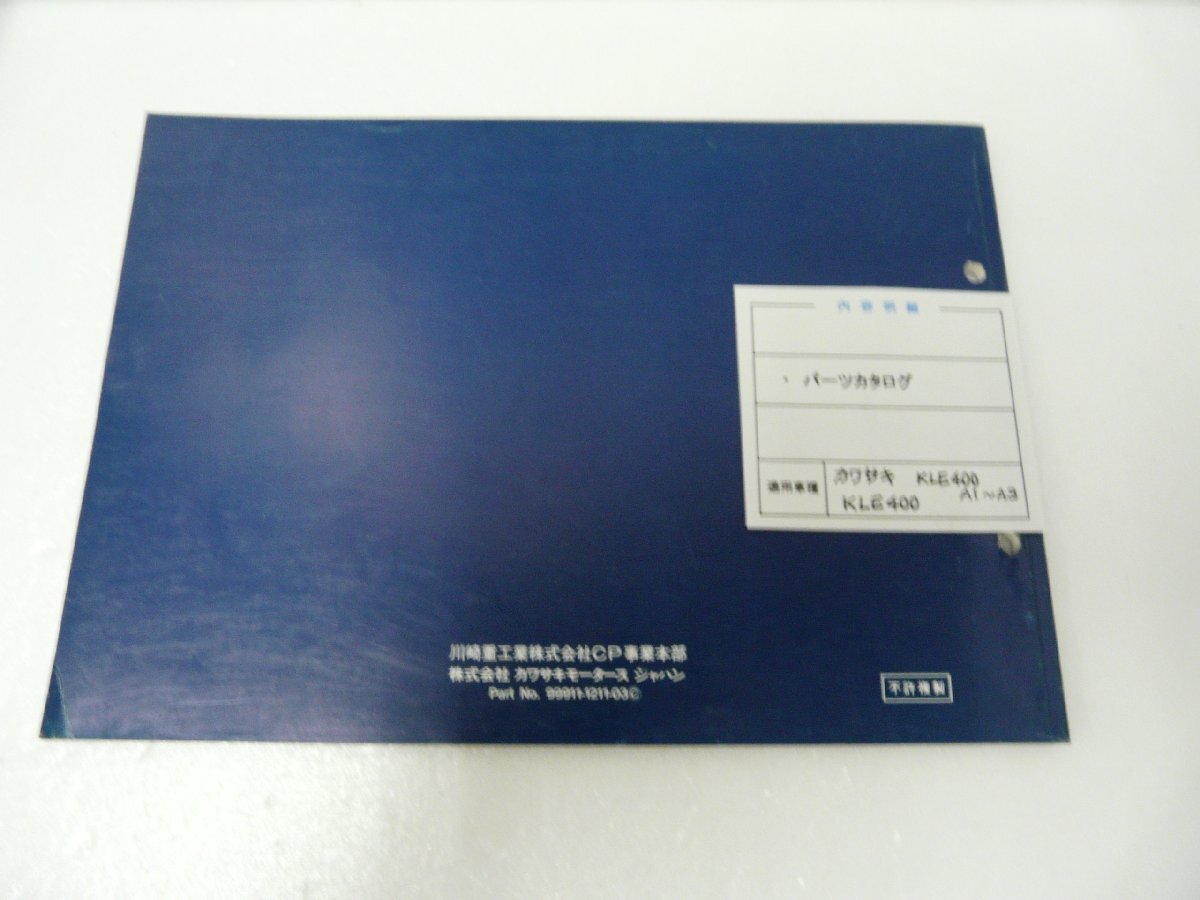 内容明細
、パーツカタログ
適用車種
カワサキ KLE400
A1〜A3
KLE400
川崎重工業株式会社CP事業本部
株式会社 カワサキモータース ジャパン
Part No. 99911-1211-03©
不許複製